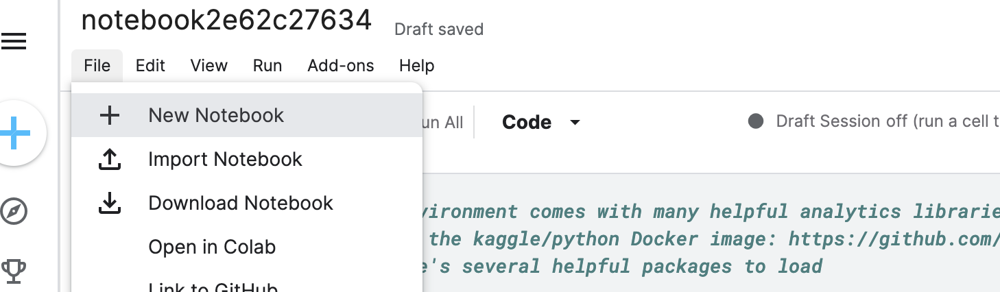 notebook2e62c27634 Draft saved
File Edit View Run Add-ons Help
New Notebook
un All Code Draft Session off (run a cell t
Import Notebook
Download Notebook
vironment comes with many helpful analytics librarie
Open in Colab
the kaggle/python Docker image: https://github.com/
e's several helpful packages to load
Link to GitHub